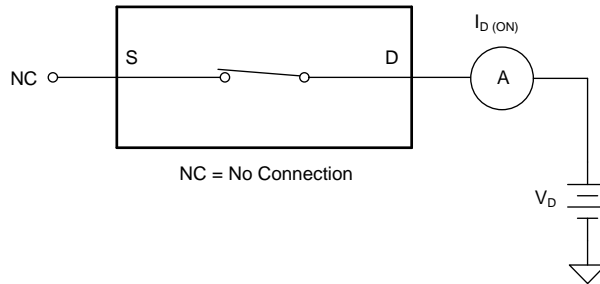 I_D (ON)
S
D
NC
A
NC = No Connection
V_D